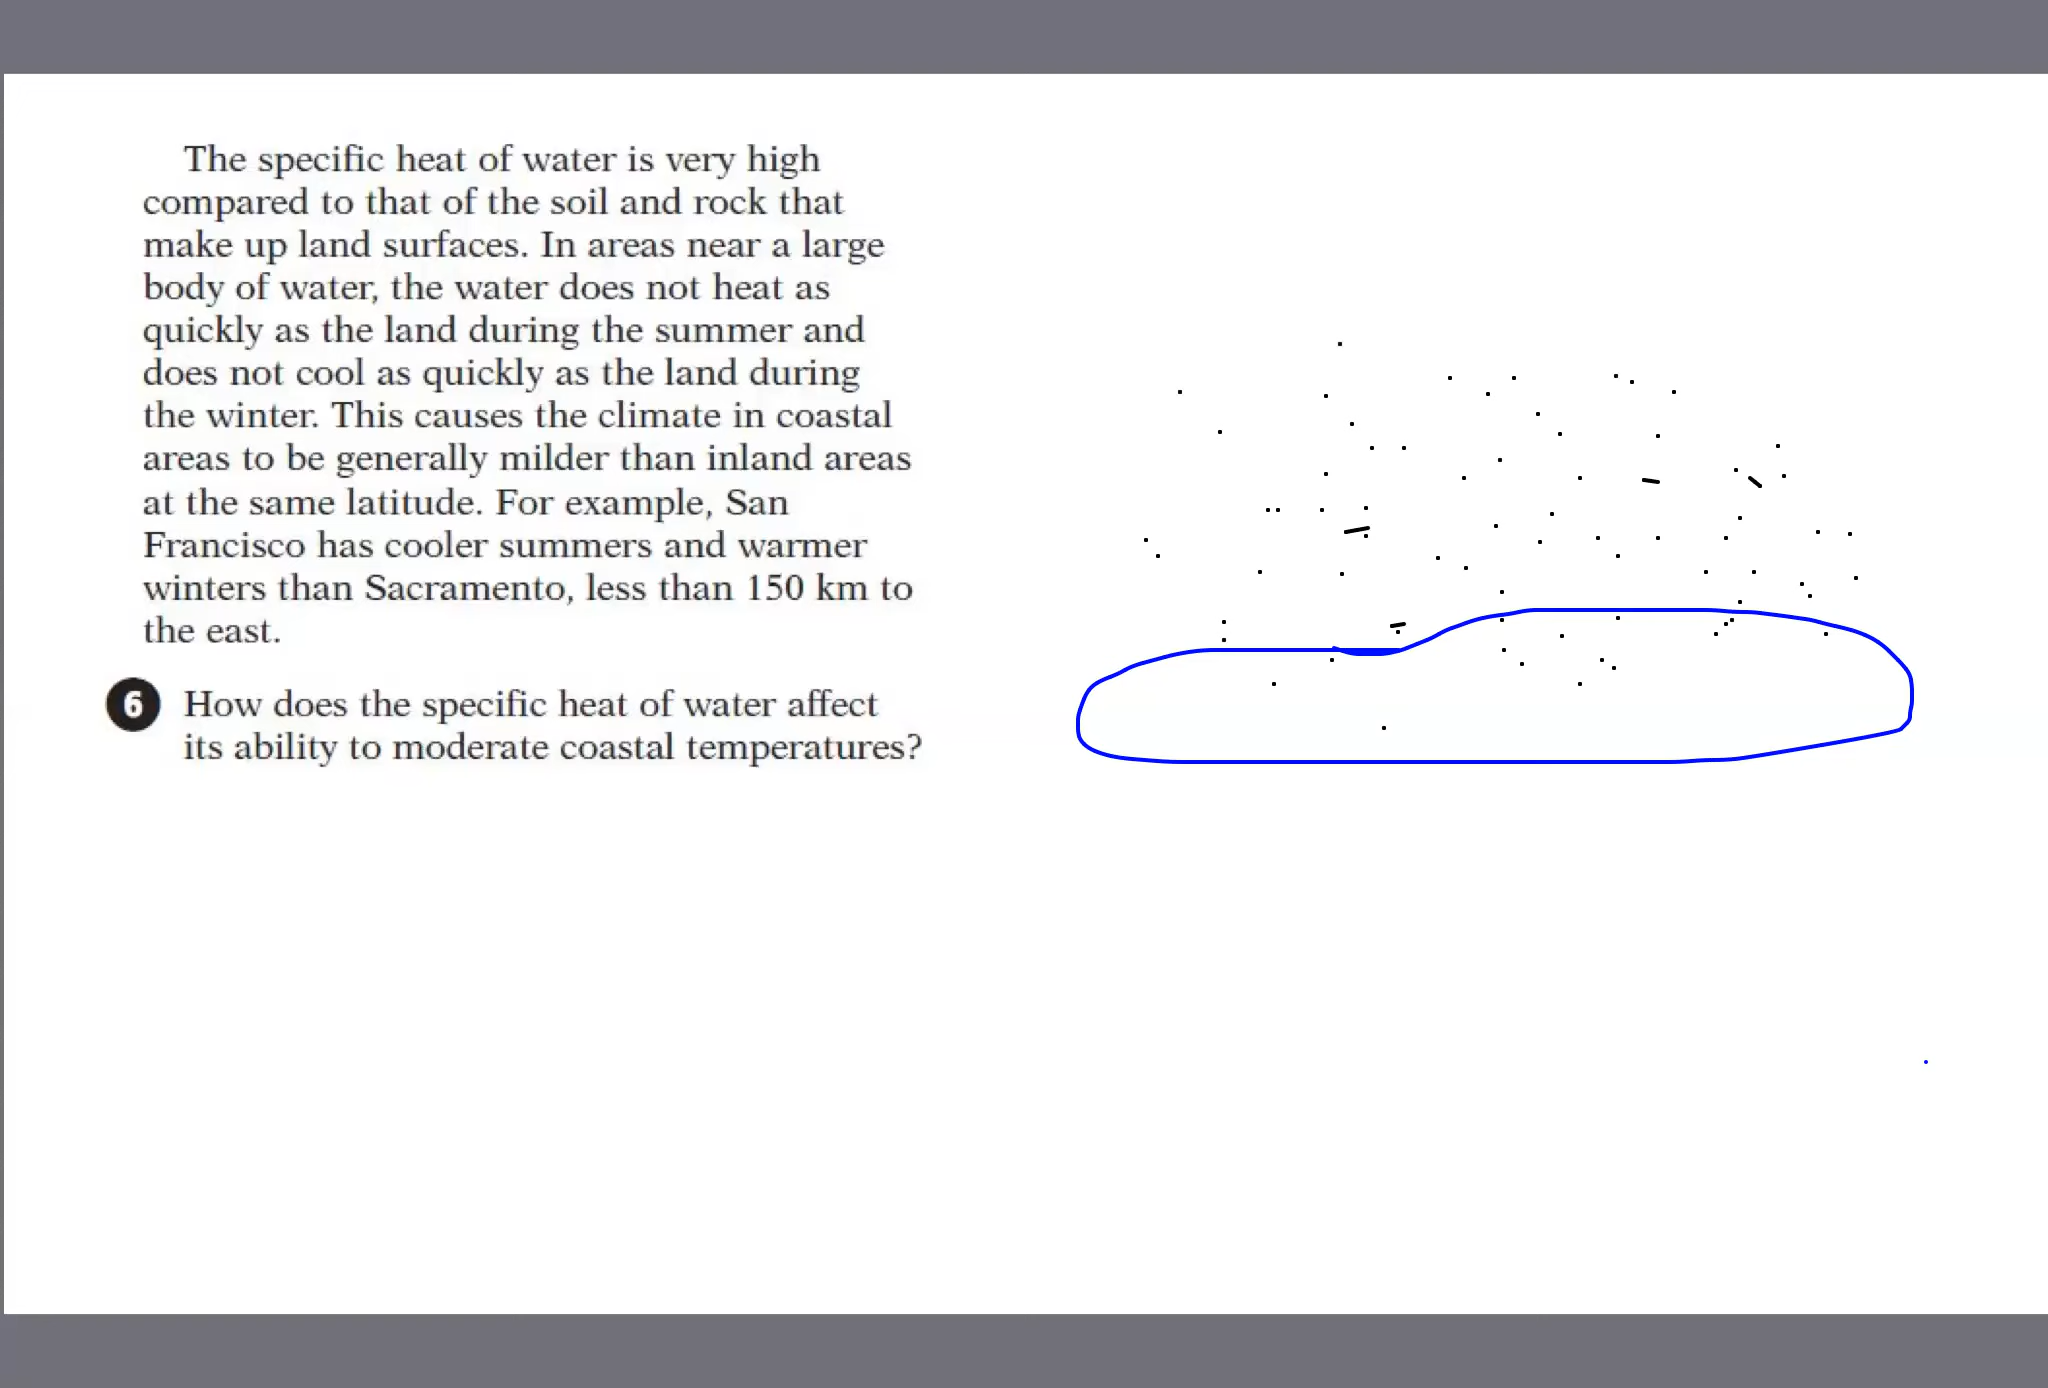 The specific heat of water is very high
compared to that of the soil and rock that
make up land surfaces. In areas near a large
body of water, the water does not heat as
quickly as the land during the summer and
does not cool as quickly as the land during
the winter. This causes the climate in coastal
areas to be generally milder than inland areas
at the same latitude. For example, San
Francisco has cooler summers and warmer
winters than Sacramento, less than 150 km to
the east.
6 How does the specific heat of water affect
its ability to moderate coastal temperatures?